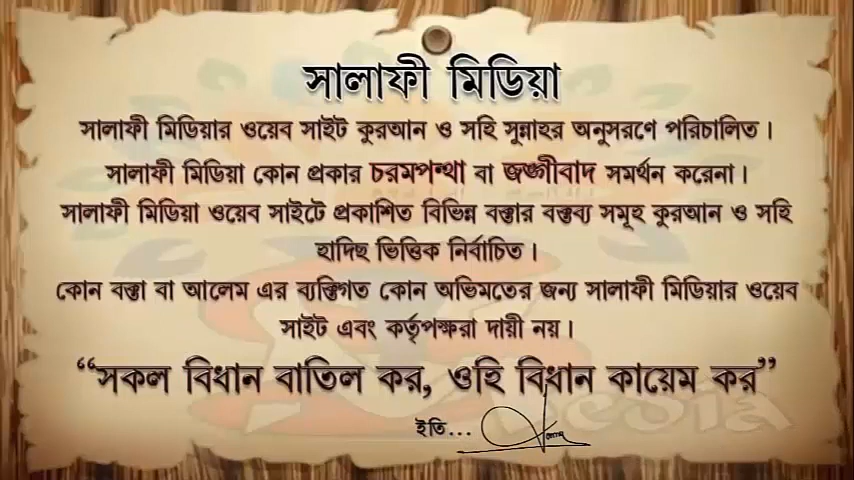 সালাফী মিডিয়া
সালাফী মিডিয়ার ওয়েব সাইট কুরআন ও সহি সুন্নাহর অনুসরণে পরিচালিত।
সালাফী মিডিয়া কোন প্রকার চরমপন্থা বা জঙ্গীবাদ সমর্থন করেনা।
সালাফী মিডিয়া ওয়েব সাইটে প্রকাশিত বিভিন্ন বক্তার বক্তব্য সমূহ কুরআন ও সহি
হাদিছ ভিত্তিক নির্বাচিত।
কোন বক্তা বা আলেম এর ব্যক্তিগত কোন অভিমতের জন্য সালাফী মিডিয়ার ওয়েব
সাইট এবং কর্তৃপক্ষরা দায়ী নয়।
“সকল বিধান বাতিল কর, ওহি বিধান কায়েম কর”
ইতি...